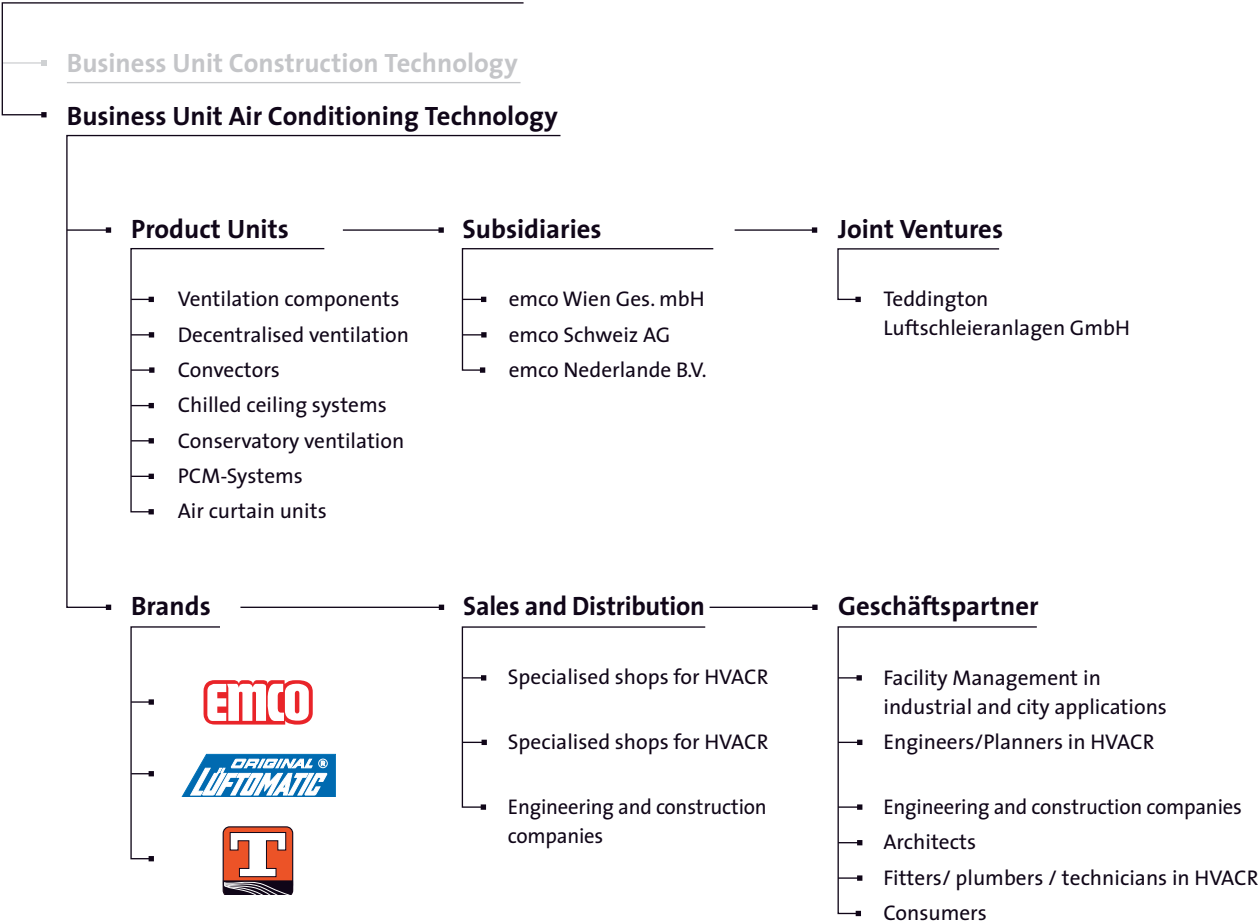 Business Unit Construction Technology
Business Unit Air Conditioning Technology
Product Units
Ventilation components
Decentralised ventilation
Convectors
Chilled ceiling systems
Conservatory ventilation
PCM-Systems
Air curtain units
Subsidiaries
emco Wien Ges. mbH
emco Schweiz AG
emco Nederlande B.V.
Joint Ventures
Teddington
Luftschleieranlagen GmbH
Brands
EMCO
ORIGINAL ®
LÜFTOMATIC
T
Sales and Distribution
Specialised shops for HVACR
Specialised shops for HVACR
Engineering and construction
companies
Geschäftspartner
Facility Management in
industrial and city applications
Engineers/Planners in HVACR
Engineering and construction companies
Architects
Fitters/ plumbers / technicians in HVACR
Consumers